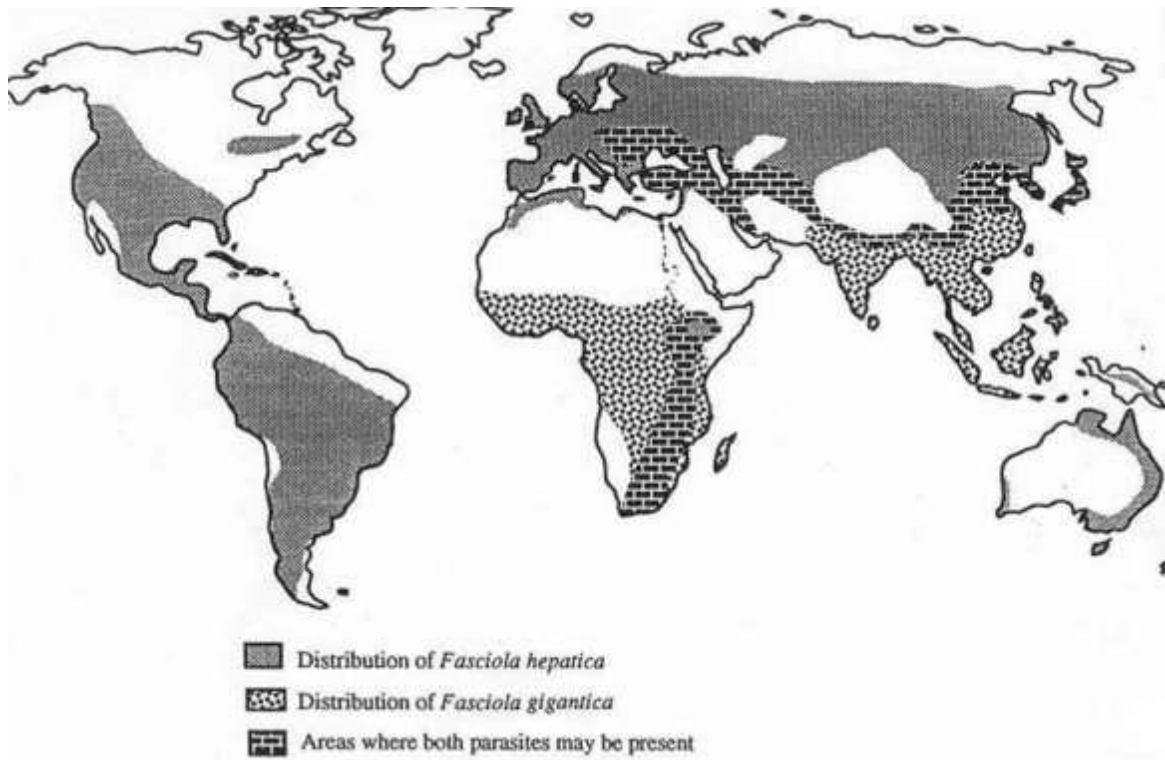 Distribution of Fasciola hepatica
Distribution of Fasciola gigantica
Areas where both parasites may be present